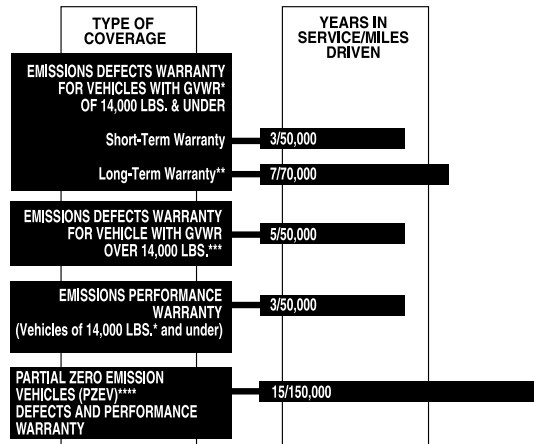 TYPE OF
COVERAGE
YEARS IN
SERVICE/MILES
DRIVEN
EMISSIONS DEFECTS WARRANTY
FOR VEHICLES WITH GVWR*
OF 14,000 LBS. & UNDER
Short-Term Warranty
3/50,000
Long-Term Warranty**
7/70,000
EMISSIONS DEFECTS WARRANTY
FOR VEHICLE WITH GVWR
OVER 14,000 LBS.***
5/50,000
EMISSIONS PERFORMANCE
WARRANTY
(Vehicles of 14,000 LBS.* and under)
3/50,000
PARTIAL ZERO EMISSION
VEHICLES (PZEV)****
DEFECTS AND PERFORMANCE
WARRANTY
15/150,000